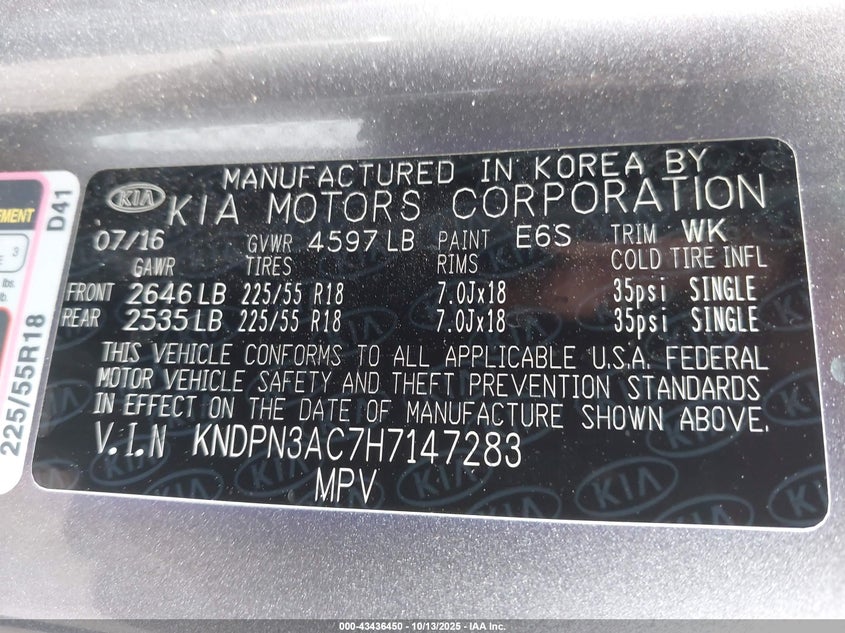 MANUFACTURED IN KOREA BY
KIA KIA MOTORS CORPORATION
07/16 GVWR 4597 LB PAINT E6S TRIM WK
GAWR TIRES RIMS COLD TIRE INFL
FRONT 2646 LB 225/55 R18 7.0Jx18 35psi SINGLE
REAR 2535 LB 225/55 R18 7.0Jx18 35psi SINGLE
THIS VEHICLE CONFORMS TO ALL APPLICABLE U.S.A. FEDERAL
MOTOR VEHICLE SAFETY AND THEFT PREVENTION STANDARDS
IN EFFECT ON THE DATE OF MANUFACTURE SHOWN ABOVE.
V.I.N KNDPN3AC7H7147283
MPV
D41
225/55R18
3
lbs.
000-43436450 | 10/13/2025 - IAA Inc.